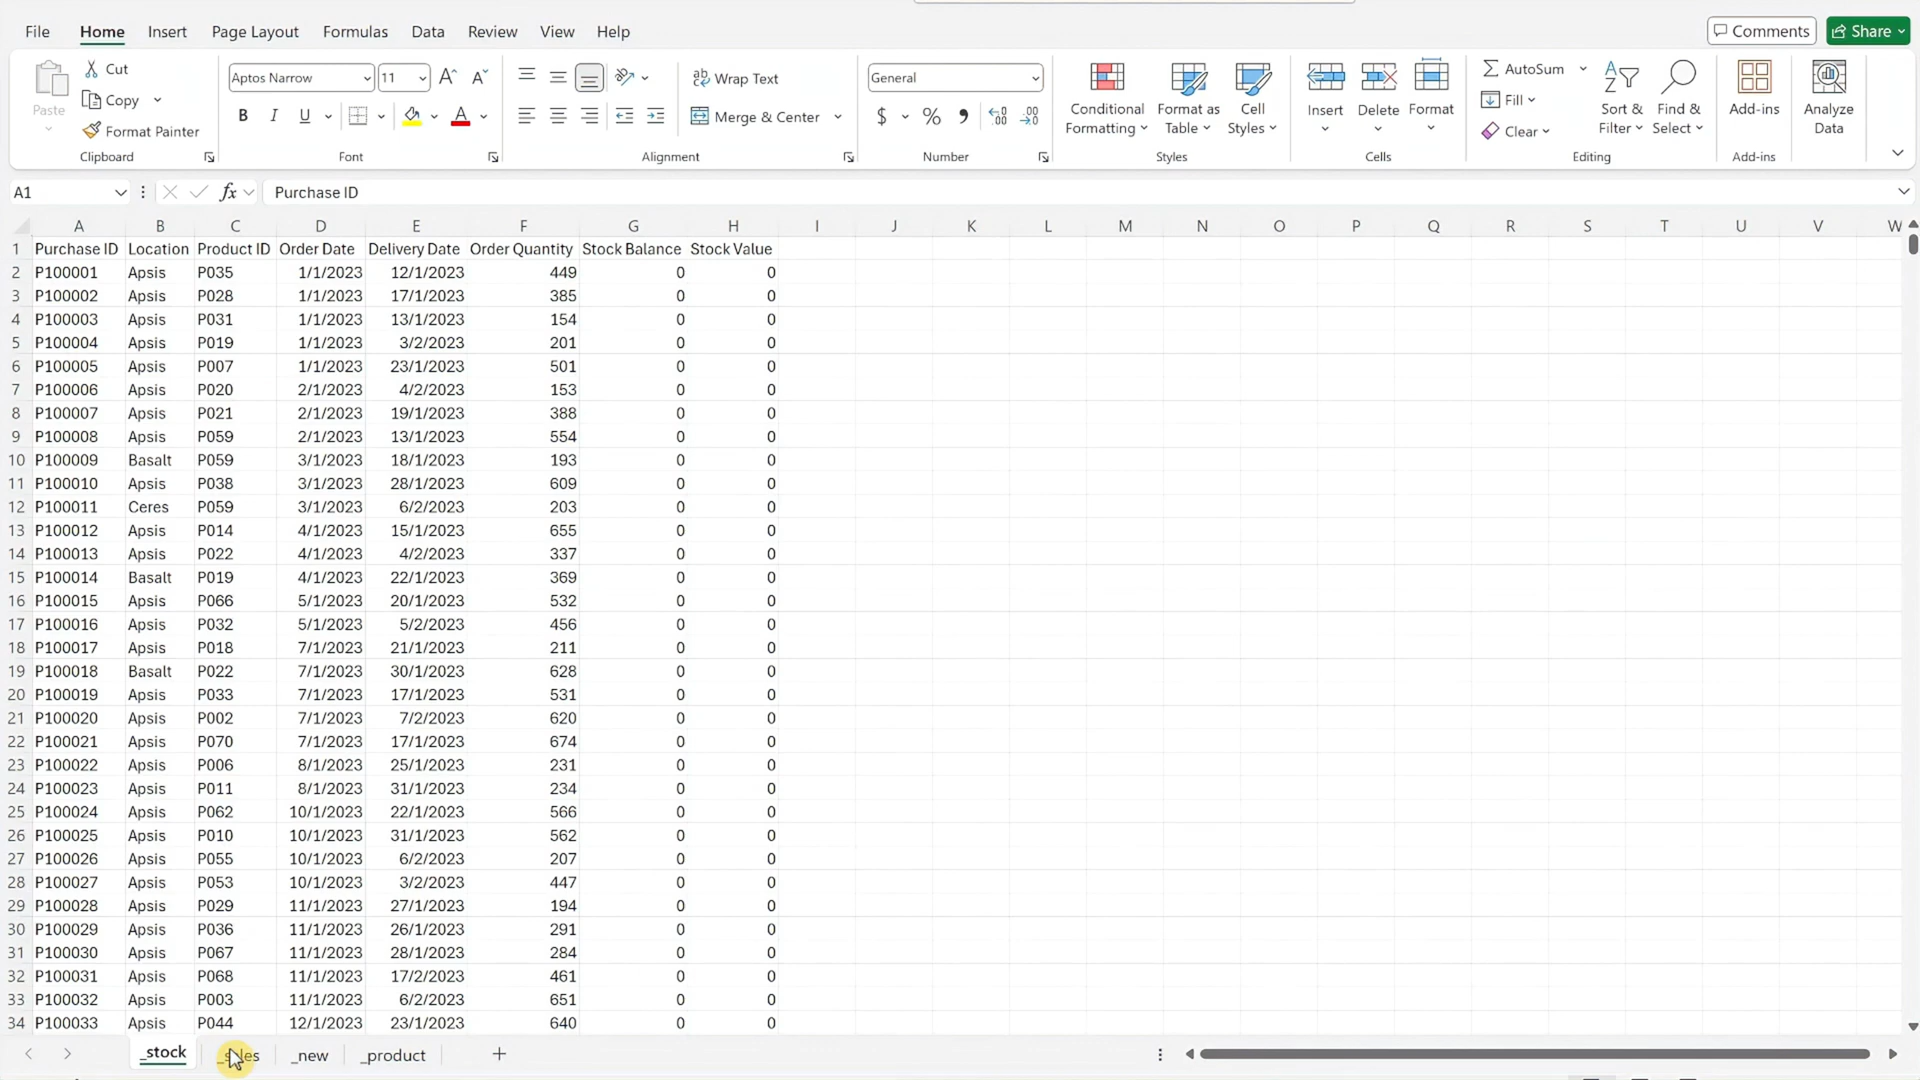 File Home Insert Page Layout Formulas Data Review View Help Comments Share
Paste Cut Copy Format Painter Clipboard
Aptos Narrow 11 B I U A Font
ab Wrap Text Merge & Center Alignment
General $ % , Number
Conditional Formatting Format as Table Cell Styles Styles
Insert Delete Format Cells
AutoSum Fill Clear Sort & Filter Find & Select Editing
Add-ins Add-ins
Analyze Data
A1 fx Purchase ID
A B C D E F G H I J K L M N O P Q R S T U V W
1 Purchase ID Location Product ID Order Date Delivery Date Order Quantity Stock Balance Stock Value
2 P100001 Apsis P035 1/1/2023 12/1/2023 449 0 0
3 P100002 Apsis P028 1/1/2023 17/1/2023 385 0 0
4 P100003 Apsis P031 1/1/2023 13/1/2023 154 0 0
5 P100004 Apsis P019 1/1/2023 3/2/2023 201 0 0
6 P100005 Apsis P007 1/1/2023 23/1/2023 501 0 0
7 P100006 Apsis P020 2/1/2023 4/2/2023 153 0 0
8 P100007 Apsis P021 2/1/2023 19/1/2023 388 0 0
9 P100008 Apsis P059 2/1/2023 13/1/2023 554 0 0
10 P100009 Basalt P059 3/1/2023 18/1/2023 193 0 0
11 P100010 Apsis P038 3/1/2023 28/1/2023 609 0 0
12 P100011 Ceres P059 3/1/2023 6/2/2023 203 0 0
13 P100012 Apsis P014 4/1/2023 15/1/2023 655 0 0
14 P100013 Apsis P022 4/1/2023 4/2/2023 337 0 0
15 P100014 Basalt P019 4/1/2023 22/1/2023 369 0 0
16 P100015 Apsis P066 5/1/2023 20/1/2023 532 0 0
17 P100016 Apsis P032 5/1/2023 5/2/2023 456 0 0
18 P100017 Apsis P018 7/1/2023 21/1/2023 211 0 0
19 P100018 Basalt P022 7/1/2023 30/1/2023 628 0 0
20 P100019 Apsis P033 7/1/2023 17/1/2023 531 0 0
21 P100020 Apsis P002 7/1/2023 7/2/2023 620 0 0
22 P100021 Apsis P070 7/1/2023 17/1/2023 674 0 0
23 P100022 Apsis P006 8/1/2023 25/1/2023 231 0 0
24 P100023 Apsis P011 8/1/2023 31/1/2023 234 0 0
25 P100024 Apsis P062 10/1/2023 22/1/2023 566 0 0
26 P100025 Apsis P010 10/1/2023 31/1/2023 562 0 0
27 P100026 Apsis P055 10/1/2023 6/2/2023 207 0 0
28 P100027 Apsis P053 10/1/2023 3/2/2023 447 0 0
29 P100028 Apsis P029 11/1/2023 27/1/2023 194 0 0
30 P100029 Apsis P036 11/1/2023 26/1/2023 291 0 0
31 P100030 Apsis P067 11/1/2023 28/1/2023 284 0 0
32 P100031 Apsis P068 11/1/2023 17/2/2023 461 0 0
33 P100032 Apsis P003 11/1/2023 6/2/2023 651 0 0
34 P100033 Apsis P044 12/1/2023 23/1/2023 640 0 0
_stock _new _product